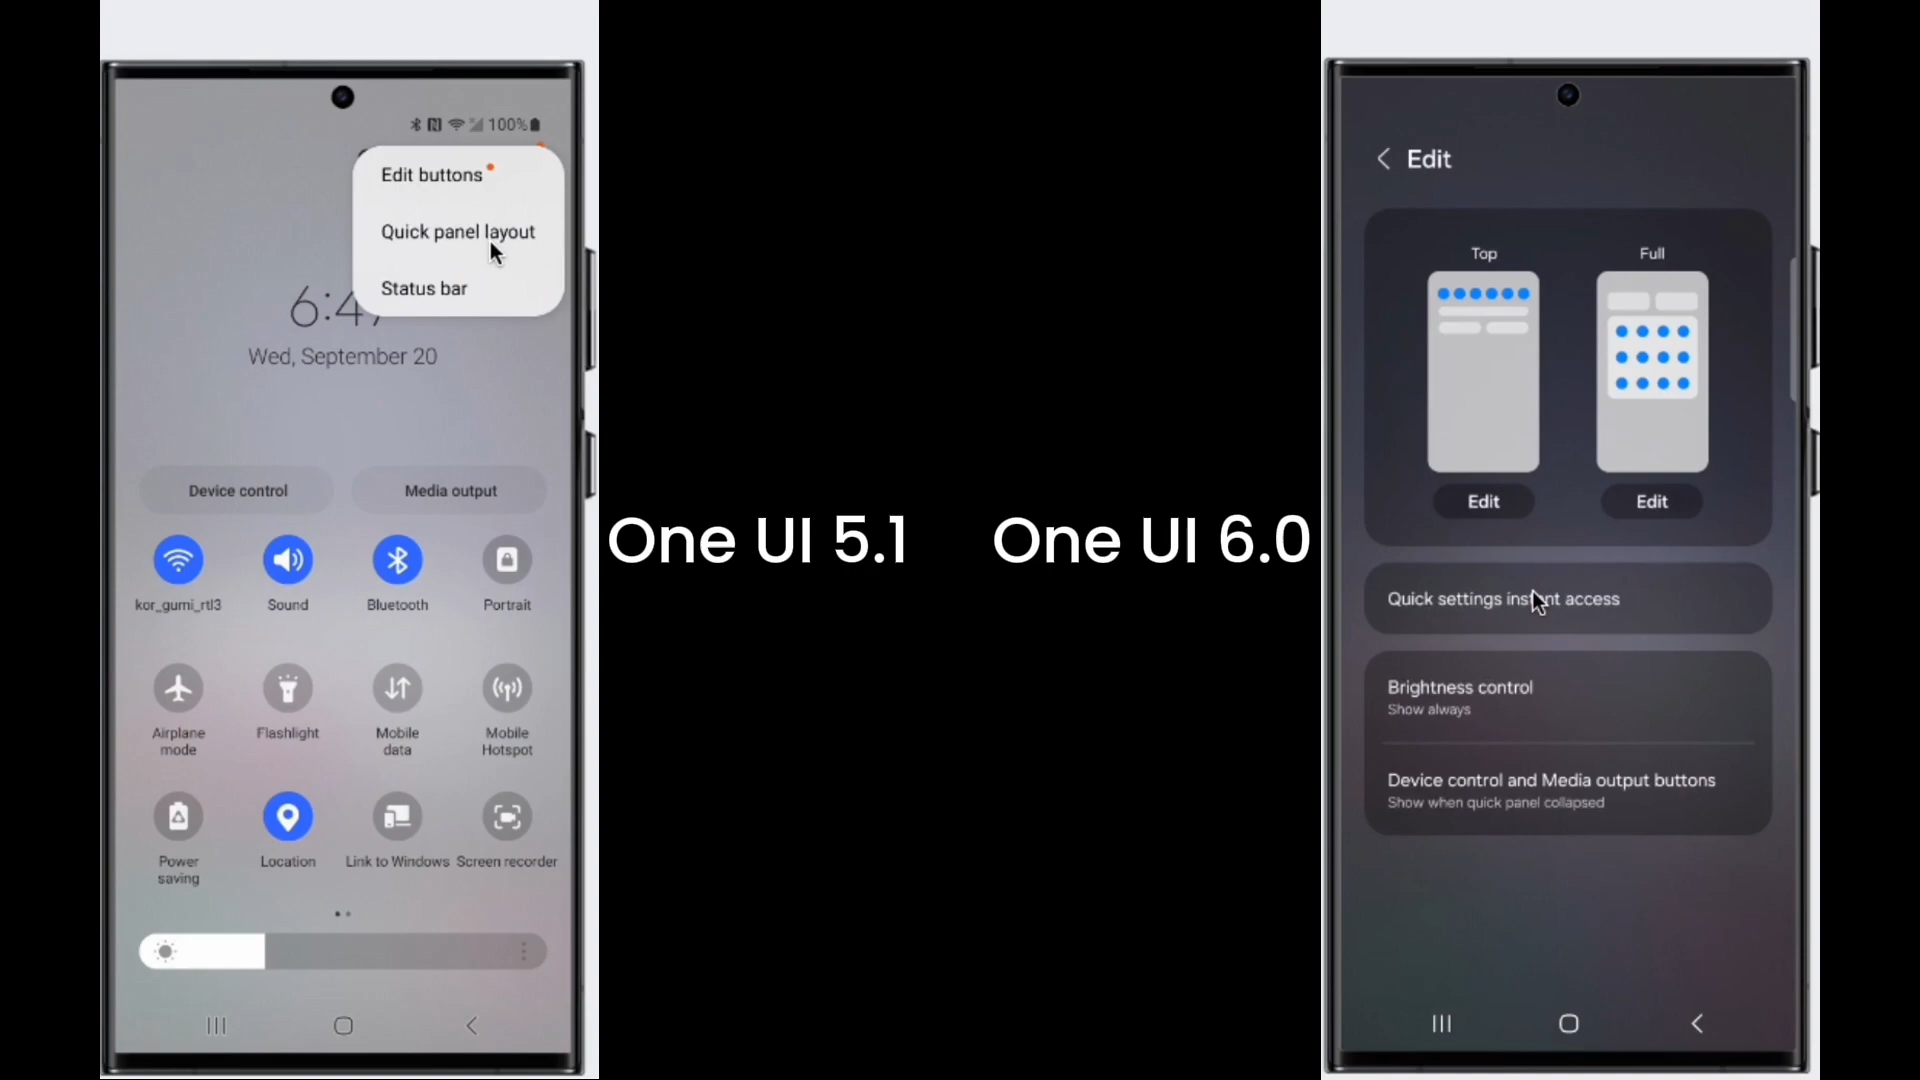 100%
Edit buttons
Quick panel layout
Status bar
6:47
Wed, September 20
Device control
Media output
kor_gumi_rtl3
Sound
Bluetooth
Portrait
Airplane
mode
Flashlight
Mobile
data
Mobile
Hotspot
Power
saving
Location
Link to Windows
Screen recorder
One UI 5.1
One UI 6.0
Edit
Top
Full
Edit
Edit
Quick settings instant access
Brightness control
Show always
Device control and Media output buttons
Show when quick panel collapsed